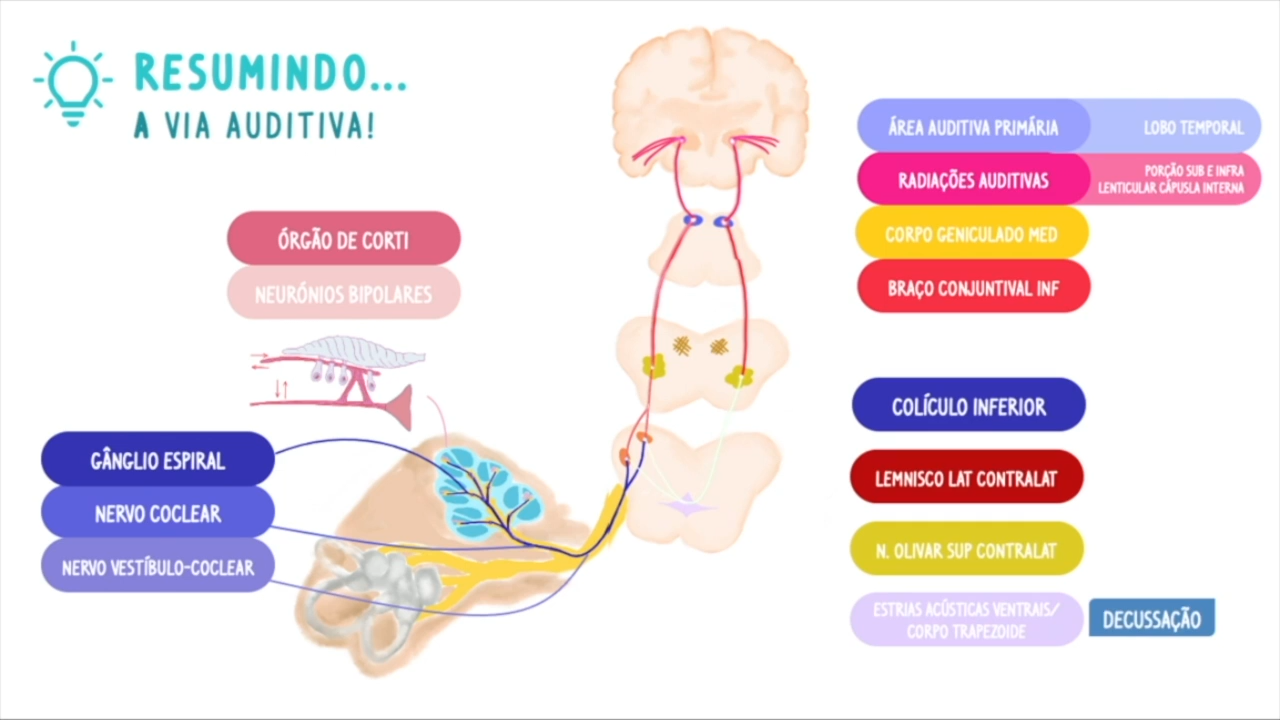 RESUMINDO...
A VIA AUDITIVA!
ÓRGÃO DE CORTI
NEURÓNIOS BIPOLARES
GÂNGLIO ESPIRAL
NERVO COCLEAR
NERVO VESTÍBULO-COCLEAR
ÁREA AUDITIVA PRIMÁRIA
LOBO TEMPORAL
RADIAÇÕES AUDITIVAS
PORÇÃO SUB E INFRA
LENTICULAR CÁPUSLA INTERNA
CORPO GENICULADO MED
BRAÇO CONJUNTIVAL INF
COLÍCULO INFERIOR
LEMNISCO LAT CONTRALAT
N. OLIVAR SUP CONTRALAT
ESTRIAS ACÚSTICAS VENTRAIS/
CORPO TRAPEZOIDE
DECUSSAÇÃO